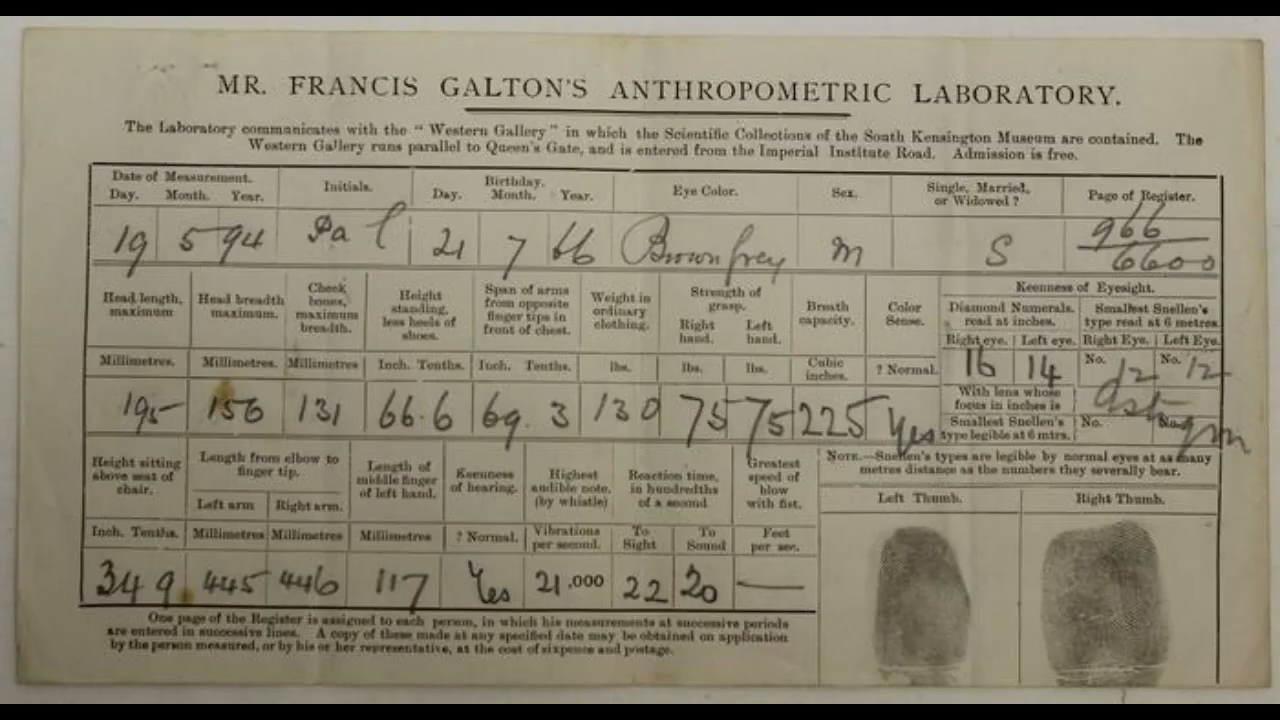 MR. FRANCIS GALTON'S ANTHROPOMETRIC LABORATORY.
The Laboratory communicates with the "Western Gallery" in which the Scientific Collections of the South Kensington Museum are contained. The
Western Gallery runs parallel to Queen's Gate, and is entered from the Imperial Institute Road. Admission is free.
Date of Measurement. Initials. Birthday. Eye Color. Sex. Single, Married, or Widowed? Page of Register.
Day. Month. Year. Day. Month. Year.
19 5 94 21 7 66 Brown grey M S 966
6600
Head length, maximum Head breadth maximum. Cheek bones, maximum breadth. Height standing, less heels of shoes. Span of arms from opposite finger tips in front of chest. Weight in ordinary clothing. Strength of grasp. Right hand. Left hand. Breath capacity. Color Sense. Keenness of Eyesight.
Diamond Numerals. read at inches. Smallest Snellen's type read at 6 metres.
Right eye. Left eye. Right Eye. Left Eye.
Millimetres. Millimetres. Millimetres Inch. Tenths. Inch. Tenths. lbs. lbs. lbs. Cubic inches. ? Normal. 16 14 No. 12 No. 12
195 156 131 66.6 69.3 130 75 75 225 Yes
With lens whose focus in inches is
Smallest Snellen's type legible at 6 mtrs. No. No.
Height sitting above seat of chair. Length from elbow to finger tip. Left arm Right arm. Length of middle finger of left hand. Keenness of hearing. Highest audible note. (by whistle) Reaction time, in hundredths of a second Greatest speed of blow with fist.
NOTE.—Snellen's types are legible by normal eyes at as many
metres distance as the numbers they severally bear.
Left Thumb. Right Thumb.
Inch. Tenths. Millimetres Millimetres Millimetres ? Normal. Vibrations per second. To Sight To Sound Feet per sec.
34 9 445 446 117 Yes 21.000 22 20 —
One page of the Register is assigned to each person, in which his measurements at successive periods
are entered in successive lines. A copy of these made at any specified date may be obtained on application
by the person measured, or by his or her representative, at the cost of sixpence and postage.